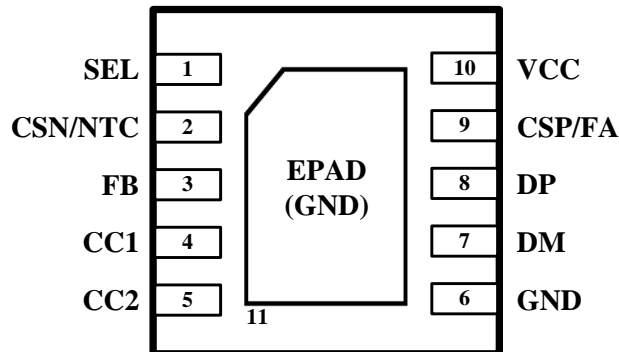 SEL 1 10 VCC
CSN/NTC 2 9 CSP/FA
FB 3 EPAD 8 DP
(GND)
CC1 4 7 DM
CC2 5 6 GND
11